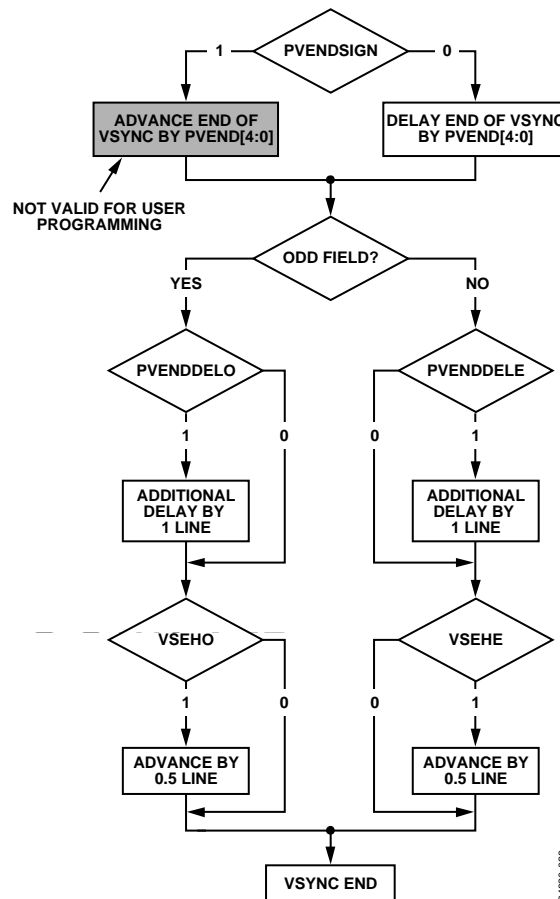 PVENDSIGN
1
0
ADVANCE END OF
VSYNC BY PVEND[4:0]
DELAY END OF VSYNC
BY PVEND[4:0]
NOT VALID FOR USER
PROGRAMMING
ODD FIELD?
YES
NO
PVENDDELO
PVENDDELE
1
0
0
1
ADDITIONAL
DELAY BY
1 LINE
ADDITIONAL
DELAY BY
1 LINE
VSEHO
VSEHE
1
0
0
1
ADVANCE BY
0.5 LINE
ADVANCE BY
0.5 LINE
VSYNC END